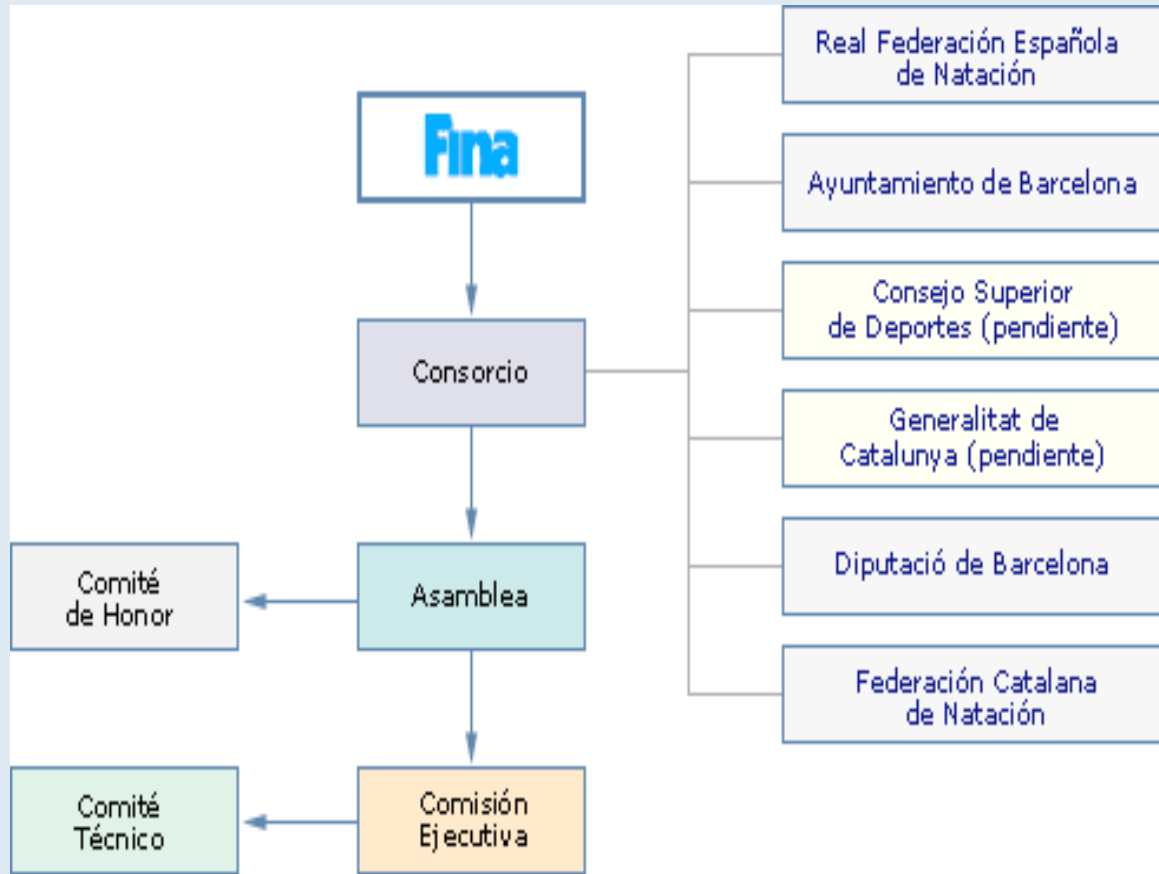 Fina
Consorcio
Asamblea
Comité
de Honor
Comisión
Ejecutiva
Comité
Técnico
Real Federación Española
de Natación
Ayuntamiento de Barcelona
Consejo Superior
de Deportes (pendiente)
Generalitat de
Catalunya (pendiente)
Diputació de Barcelona
Federación Catalana
de Natación